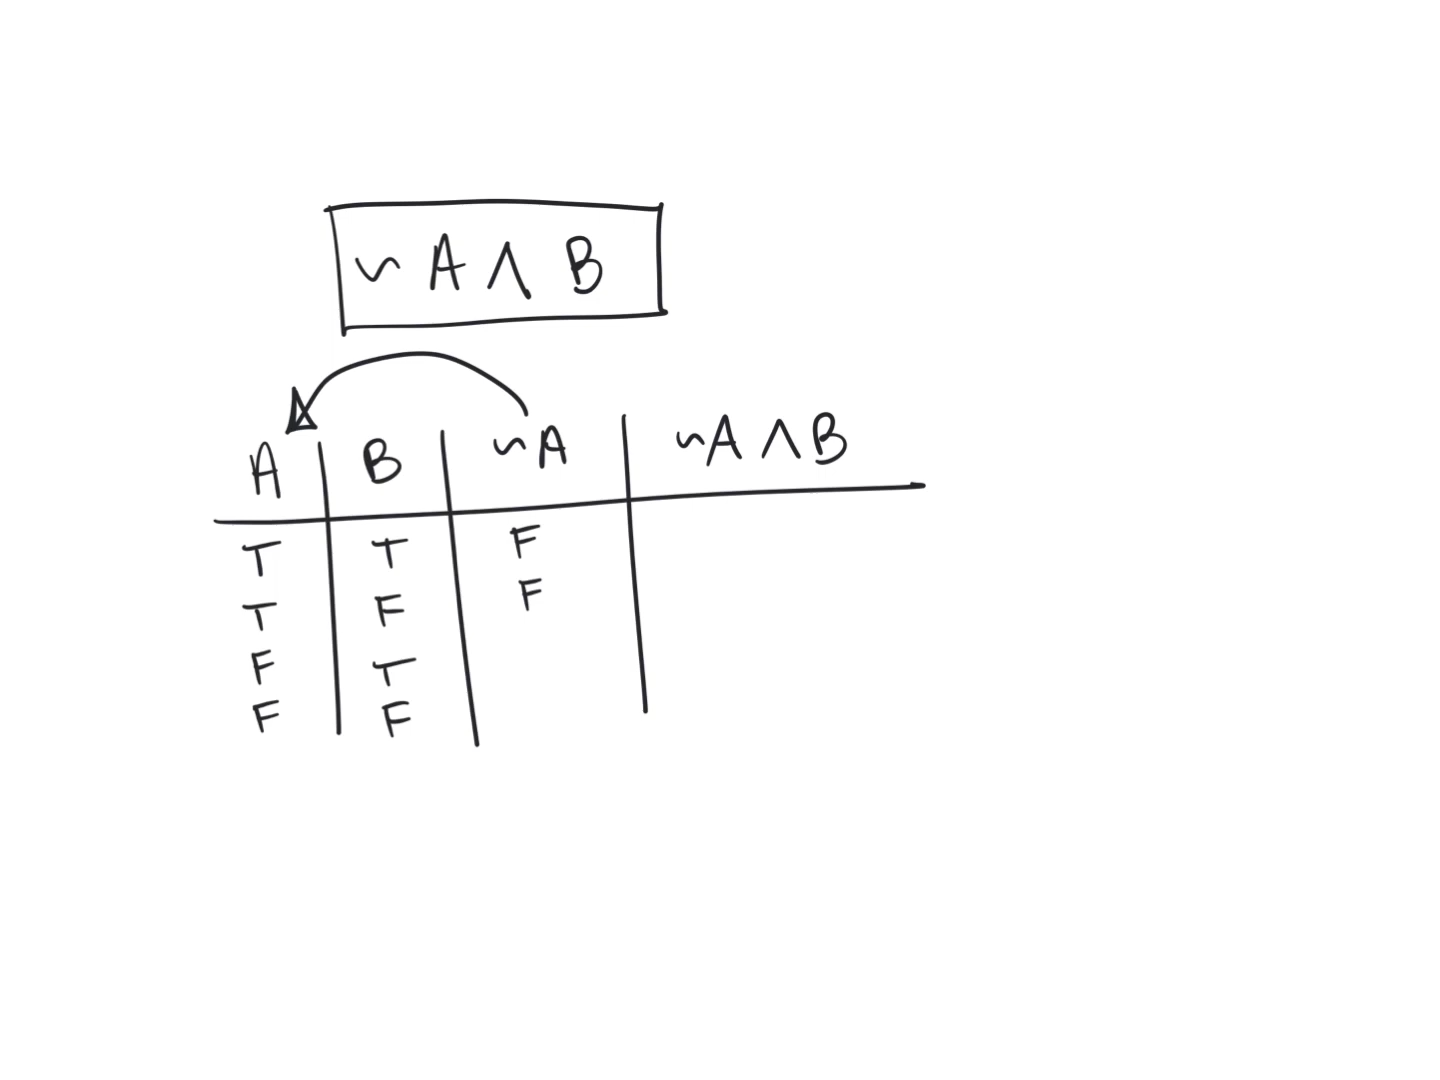 ~ A ∧ B
A B ~A ~A ∧ B
T T F
T F F
F T
F F